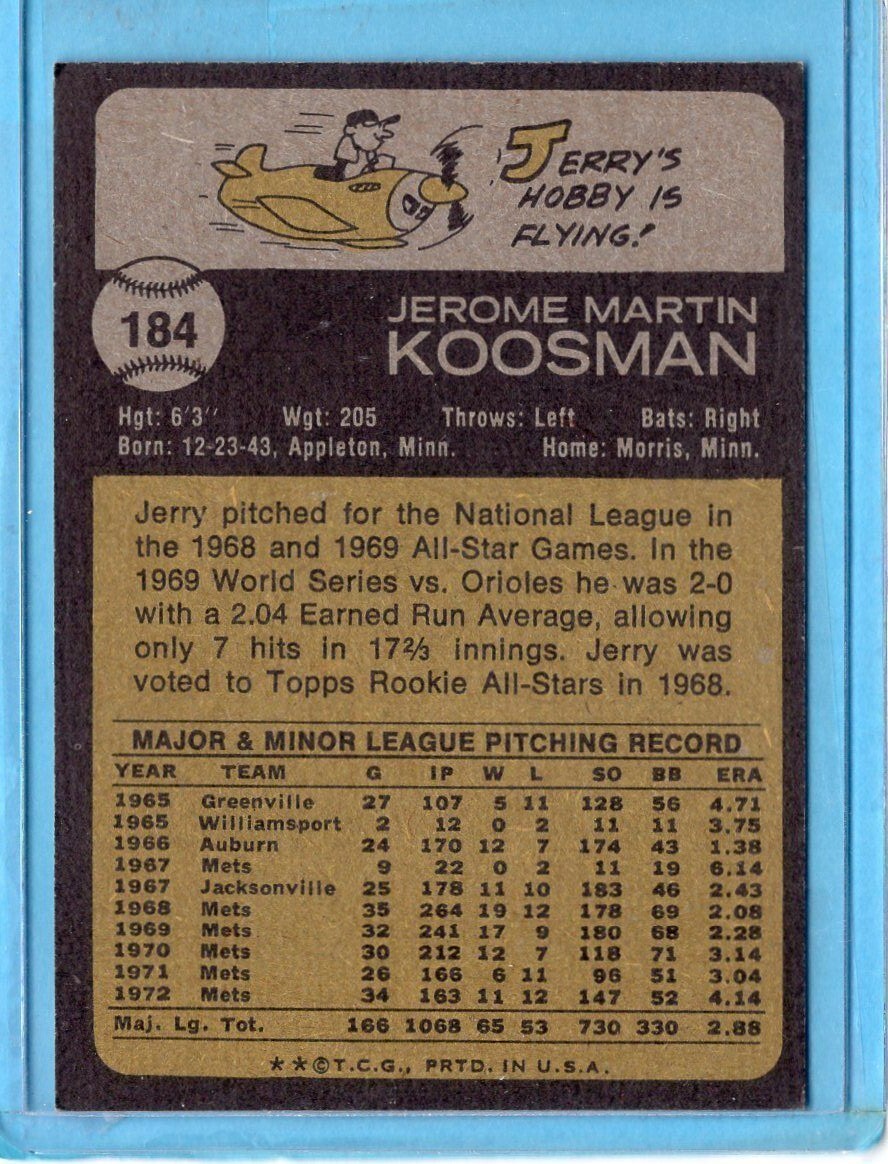 JERRY'S
HOBBY IS
FLYING!
184
JEROME MARTIN
KOOSMAN
Hgt: 6'3" Wgt: 205 Throws: Left Bats: Right
Born: 12-23-43, Appleton, Minn. Home: Morris, Minn.
Jerry pitched for the National League in
the 1968 and 1969 All-Star Games. In the
1969 World Series vs. Orioles he was 2-0
with a 2.04 Earned Run Average, allowing
only 7 hits in 17⅔ innings. Jerry was
voted to Topps Rookie All-Stars in 1968.
MAJOR & MINOR LEAGUE PITCHING RECORD
YEAR TEAM G IP W L SO BB ERA
1965 Greenville 27 107 5 11 128 56 4.71
1965 Williamsport 2 12 0 2 11 11 3.75
1966 Auburn 24 170 12 7 174 43 1.38
1967 Mets 9 22 0 2 11 19 6.14
1967 Jacksonville 25 178 11 10 183 46 2.43
1968 Mets 35 264 19 12 178 69 2.08
1969 Mets 32 241 17 9 180 68 2.28
1970 Mets 30 212 12 7 118 71 3.14
1971 Mets 26 166 6 11 96 51 3.04
1972 Mets 34 163 11 12 147 52 4.14
Maj. Lg. Tot. 166 1068 65 53 730 330 2.88
**©T.C.G., PRTD. IN U.S.A.